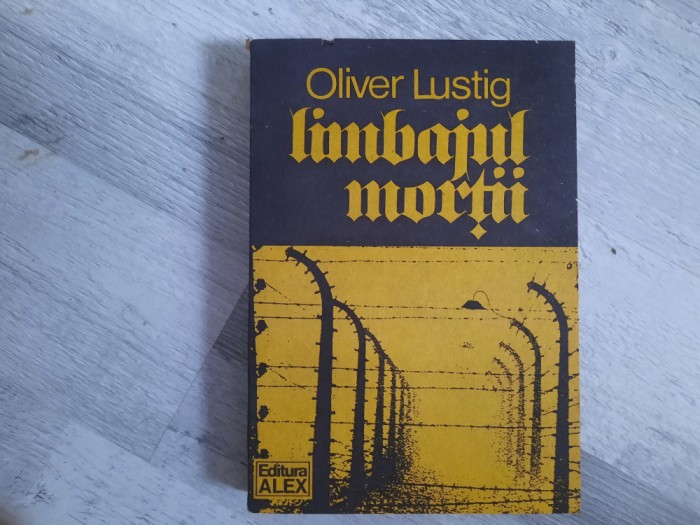 Oliver Lustig
limbajul
morții
Editura
ALEX